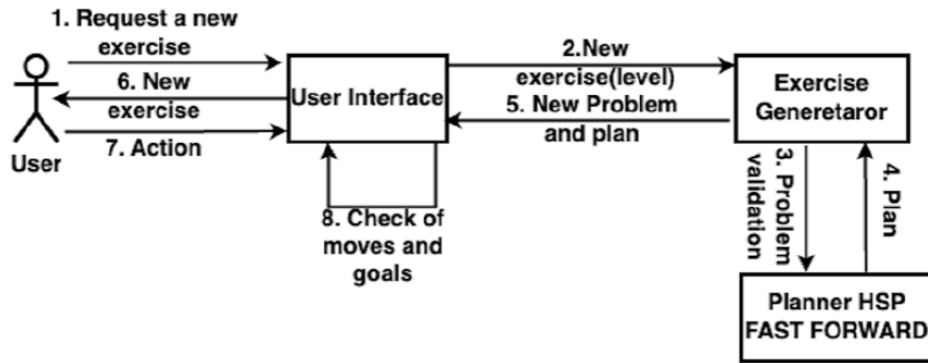 1. Request a new
exercise
6. New
exercise
7. Action
User
User Interface
2.New
exercise(level)
5. New Problem
and plan
Exercise
Generetaror
8. Check of
moves and
goals
3. Problem
validation
4. Plan
Planner HSP
FAST FORWARD